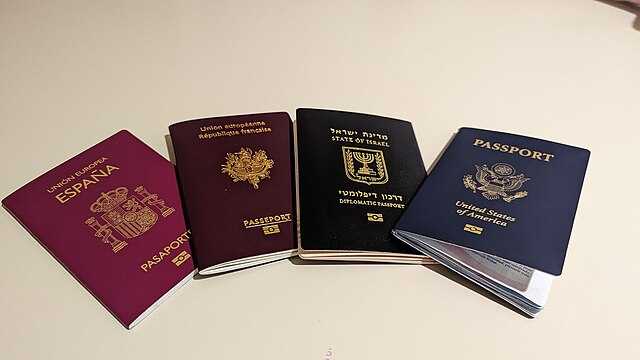 UNIÓN EUROPEA
ESPAÑA
PASAPORTE
Union européenne
République française
PASSEPORT
מדינת ישראל
STATE OF ISRAEL
ישראל
דרכון דיפלומטי
DIPLOMATIC PASSPORT
PASSPORT
United States
of America